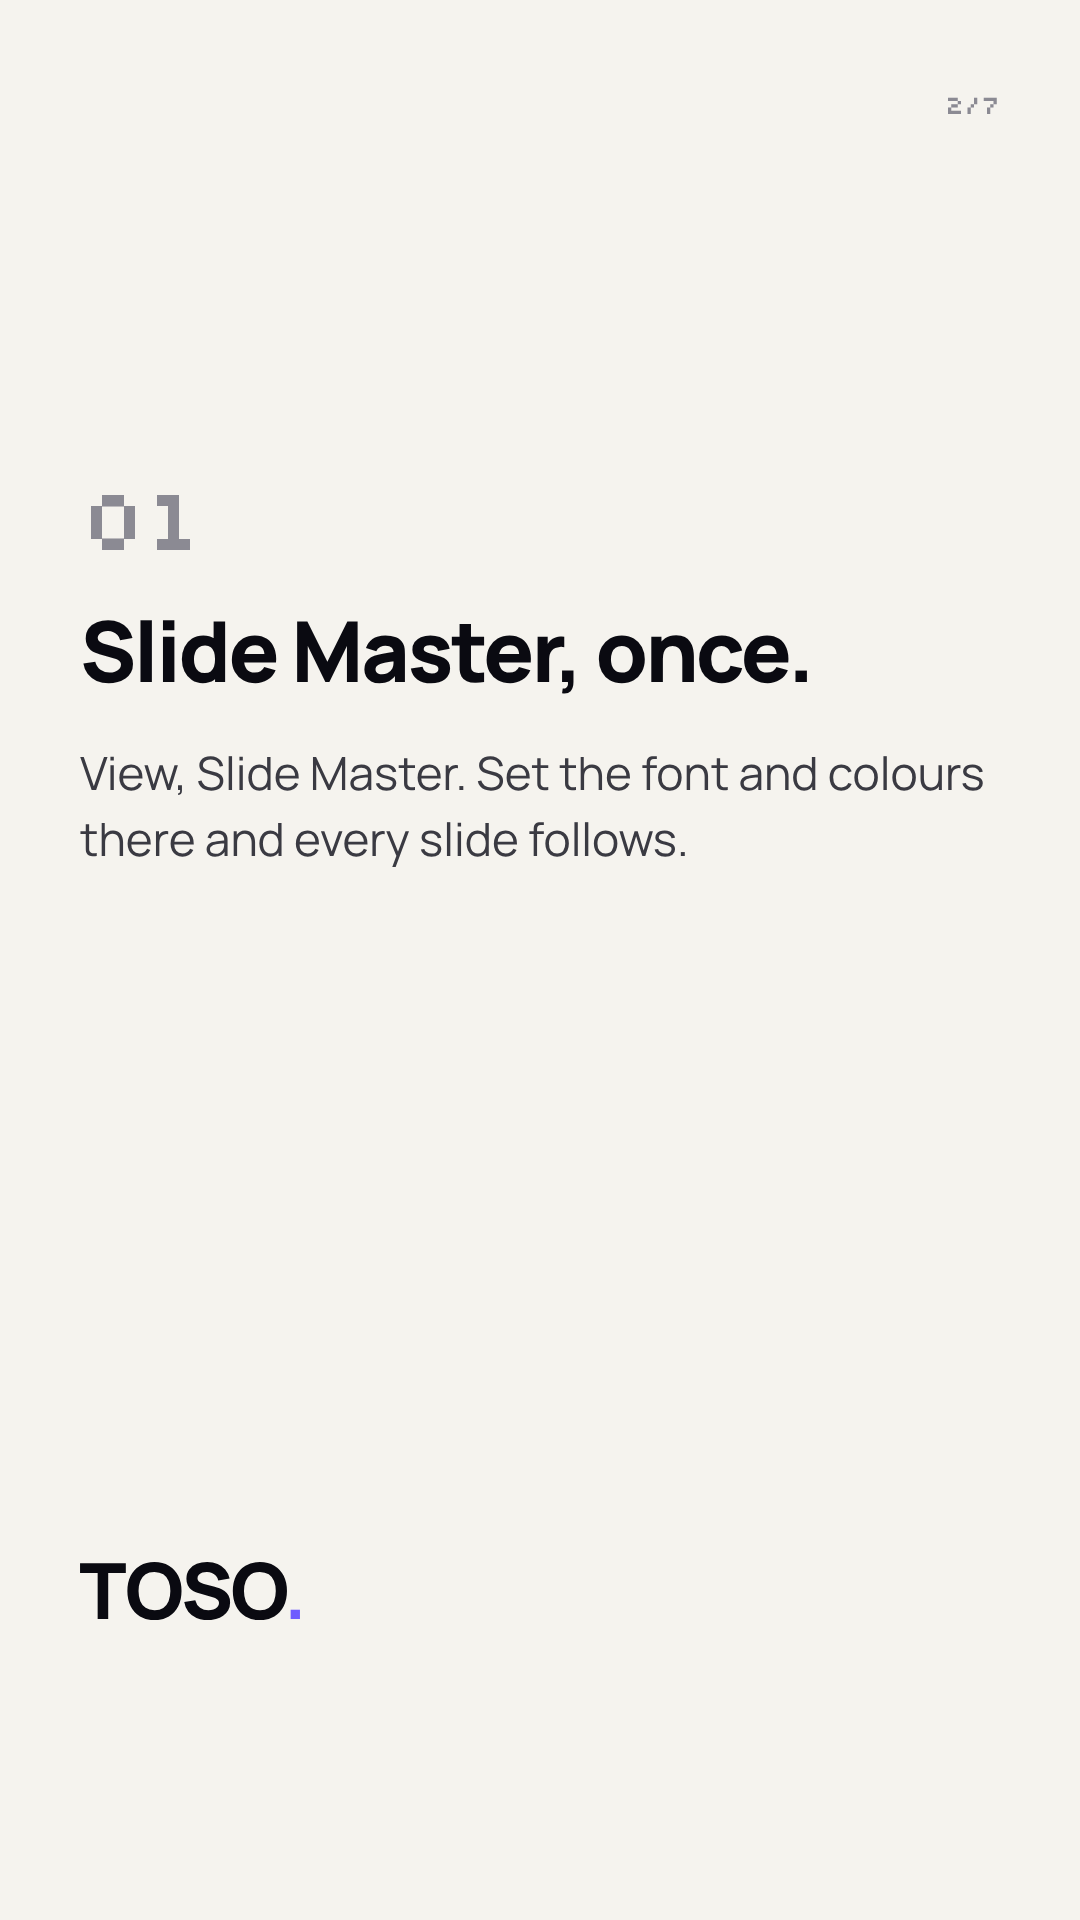 2/7
01
Slide Master, once.
View, Slide Master. Set the font and colours
there and every slide follows.
TOSO.